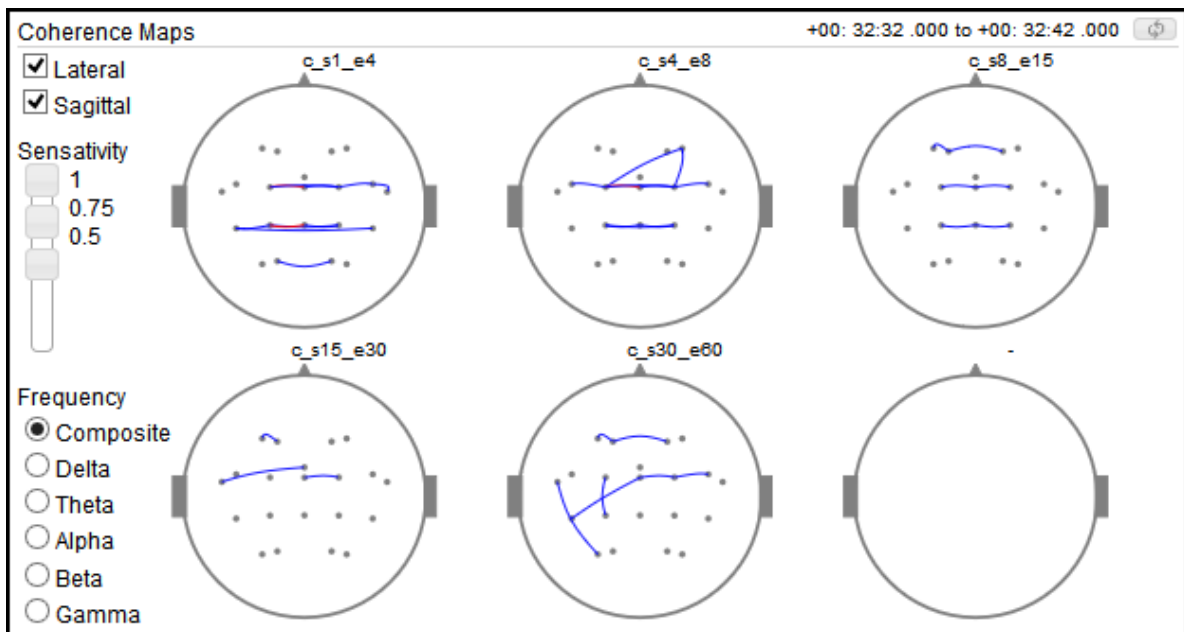 Coherence Maps
+00: 32:32 .000 to +00: 32:42 .000
Lateral
Sagittal
Sensativity
1
0.75
0.5
c_s1_e4
c_s4_e8
c_s8_e15
c_s15_e30
c_s30_e60
-
Frequency
Composite
Delta
Theta
Alpha
Beta
Gamma